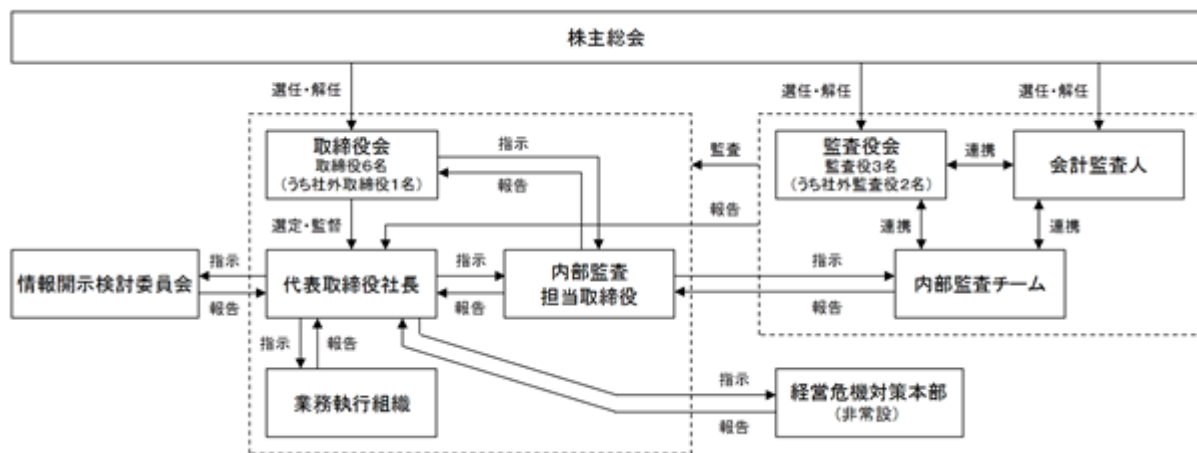 株主総会
選任・解任
選任・解任
選任・解任
取締役会
取締役6名
(うち社外取締役1名)
指示
報告
監査
監査役会
監査役3名
(うち社外監査役2名)
連携
会計監査人
選定・監督
報告
連携
連携
情報開示検討委員会
指示
報告
代表取締役社長
指示
報告
内部監査
担当取締役
指示
報告
内部監査チーム
指示
報告
業務執行組織
指示
報告
経営危機対策本部
(非常設)